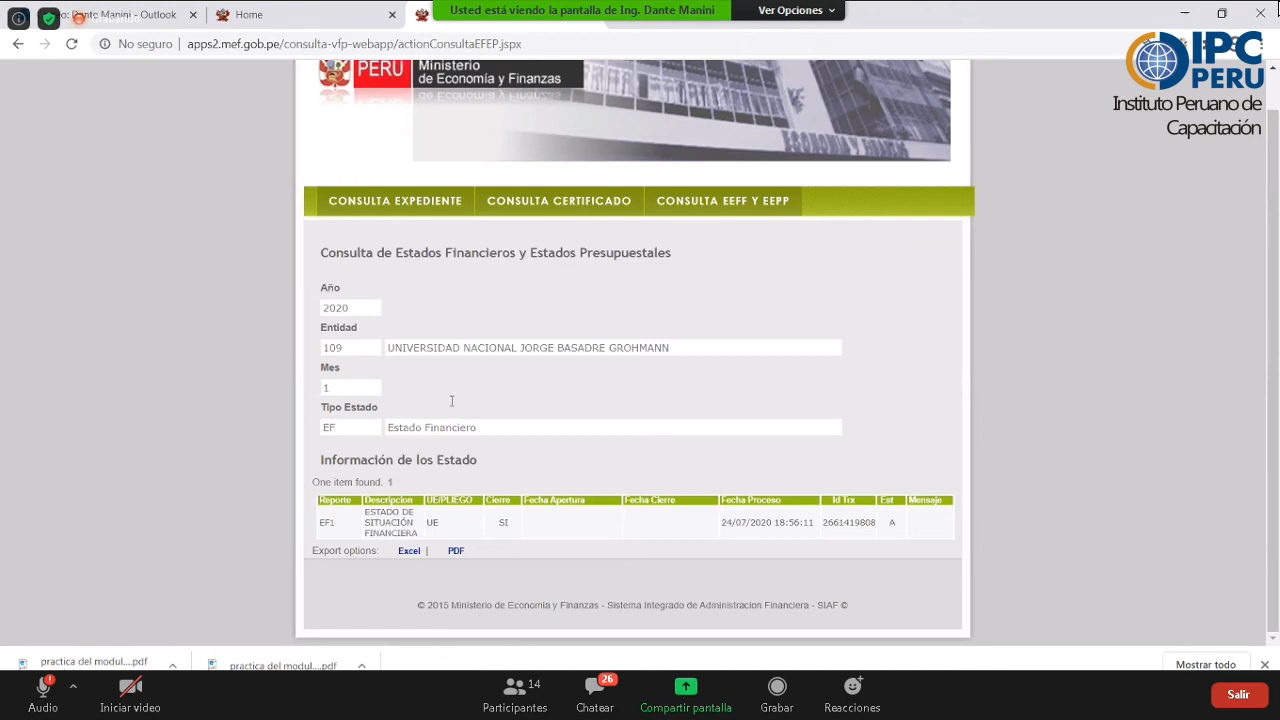 Dante Manini - Outlook
Home
Usted está viendo la pantalla de Ing. Dante Manini
Ver Opciones
No seguro
apps2.mef.gob.pe/consulta-vfp-webapp/actionConsultaEFEP.jspx
IPC
PERU
Instituto Peruano de
Capacitación
PERÚ
Ministerio
de Economía y Finanzas
CONSULTA EXPEDIENTE
CONSULTA CERTIFICADO
CONSULTA EEFF Y EEPP
Consulta de Estados Financieros y Estados Presupuestales
Año
2020
Entidad
109 UNIVERSIDAD NACIONAL JORGE BASADRE GROHMANN
Mes
1
Tipo Estado
EF Estado Financiero
Información de los Estado
One item found. 1
Reporte Descripcion UE/PLIEGO Cierre Fecha Apertura Fecha Cierre Fecha Proceso Id Trx Est Mensaje
EF1 ESTADO DE SITUACIÓN FINANCIERA UE SI 24/07/2020 18:56:11 2661419808 A
Export options: Excel | PDF
© 2015 Ministerio de Economia y Finanzas - Sistema Integrado de Administracion Financiera - SIAF ©
practica del modul....pdf
practica del modul....pdf
Mostrar todo
Audio
Iniciar video
14
Participantes
26
Chatear
Compartir pantalla
Grabar
Reacciones
Salir